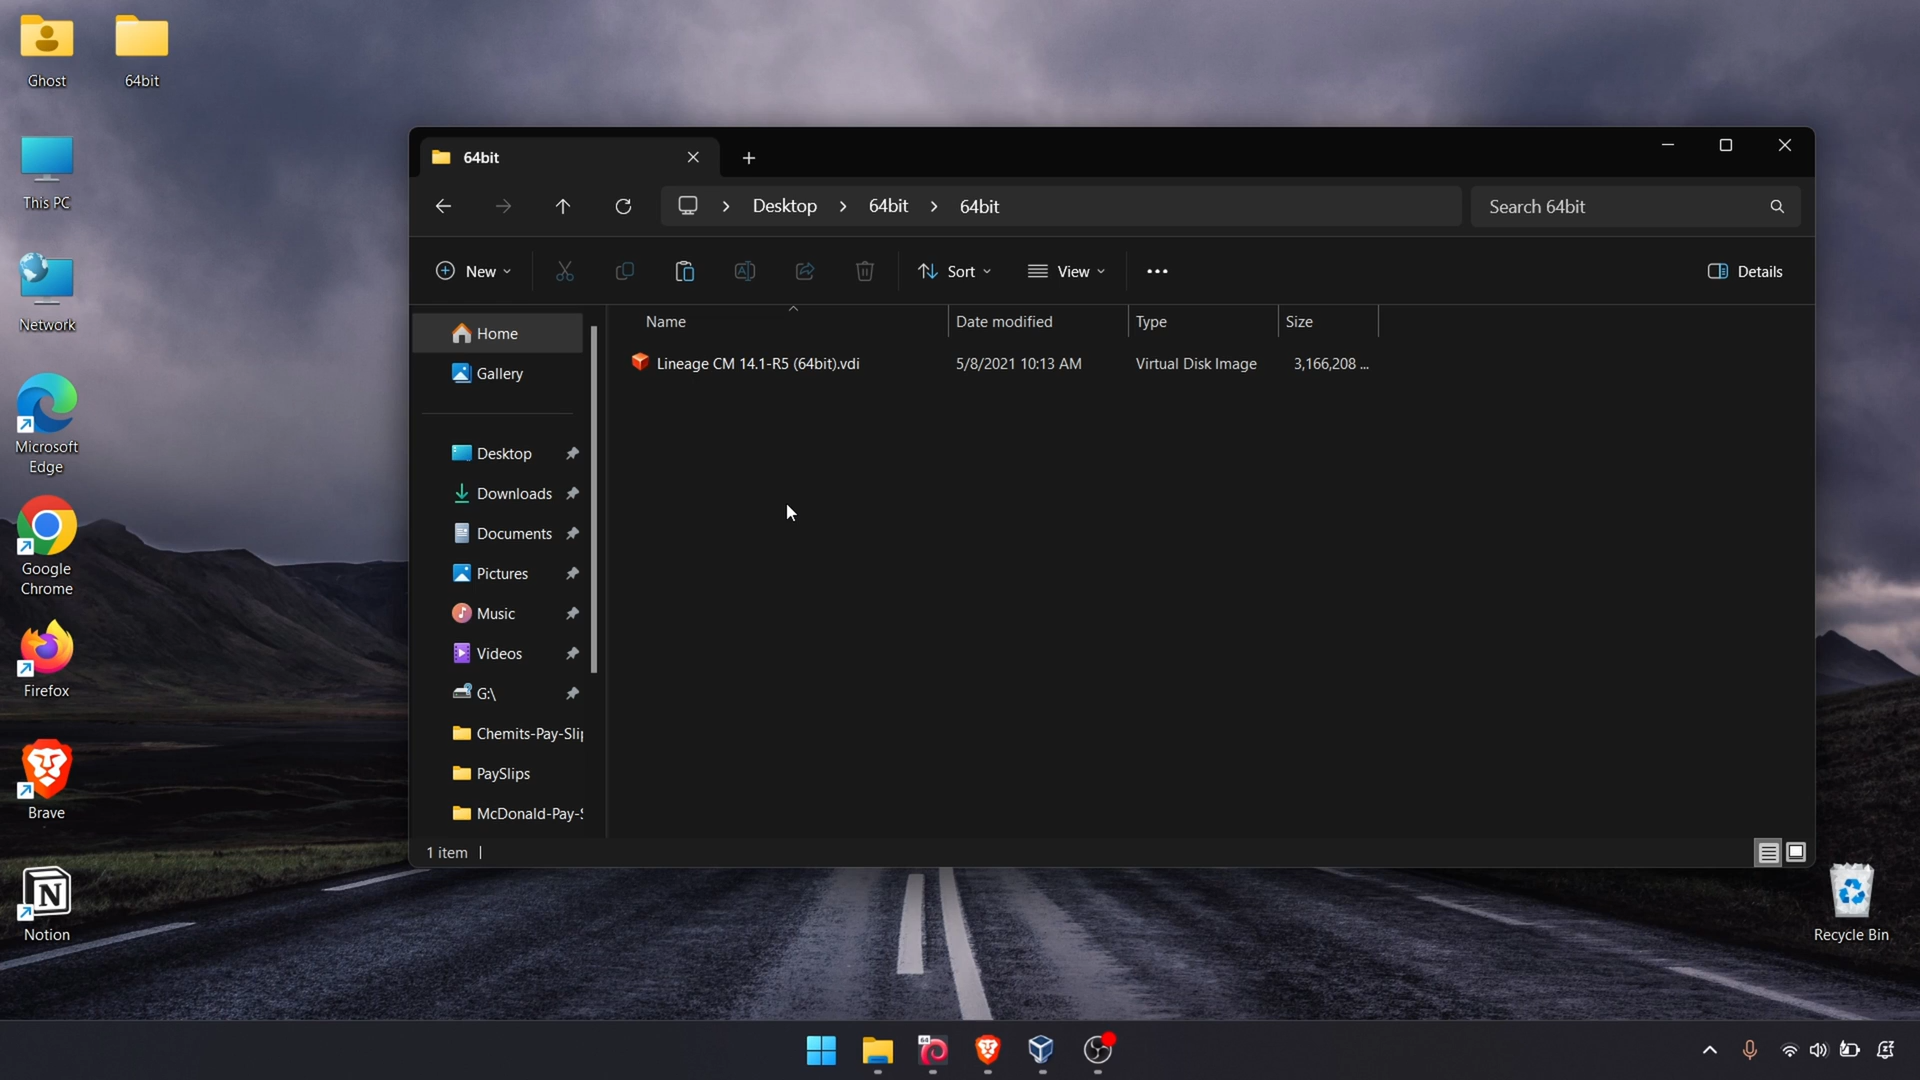 Ghost
64bit
This PC
Network
Microsoft
Edge
Google
Chrome
Firefox
Brave
Notion
64bit
Desktop
64bit
64bit
Search 64bit
New
Sort
View
Details
Home
Gallery
Desktop
Downloads
Documents
Pictures
Music
Videos
G:\
Chemits-Pay-Slip
PaySlips
McDonald-Pay-S
Name
Date modified
Type
Size
Lineage CM 14.1-R5 (64bit).vdi
5/8/2021 10:13 AM
Virtual Disk Image
3,166,208 ...
1 item
Recycle Bin
64